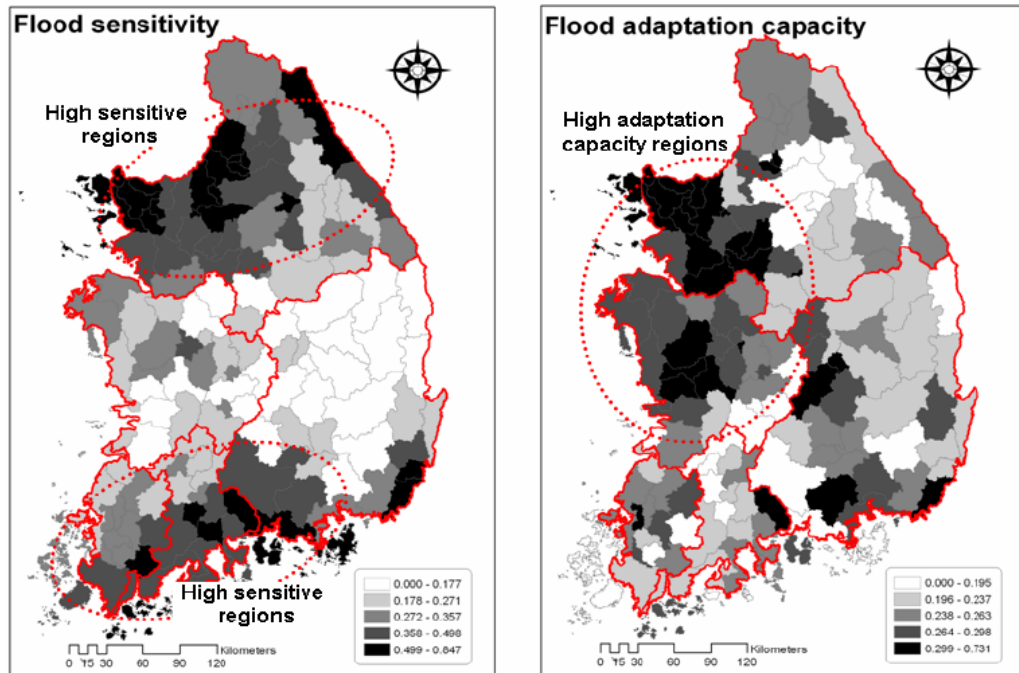 Flood sensitivity
High sensitive
regions
High sensitive
regions
0.000 - 0.177
0.178 - 0.271
0.272 - 0.357
0.358 - 0.498
0.499 - 0.647
Kilometers
0 15 30 60 90 120
Flood adaptation capacity
High adaptation
capacity regions
0.000 - 0.195
0.196 - 0.237
0.238 - 0.263
0.264 - 0.298
0.299 - 0.731
Kilometers
0 15 30 60 90 120